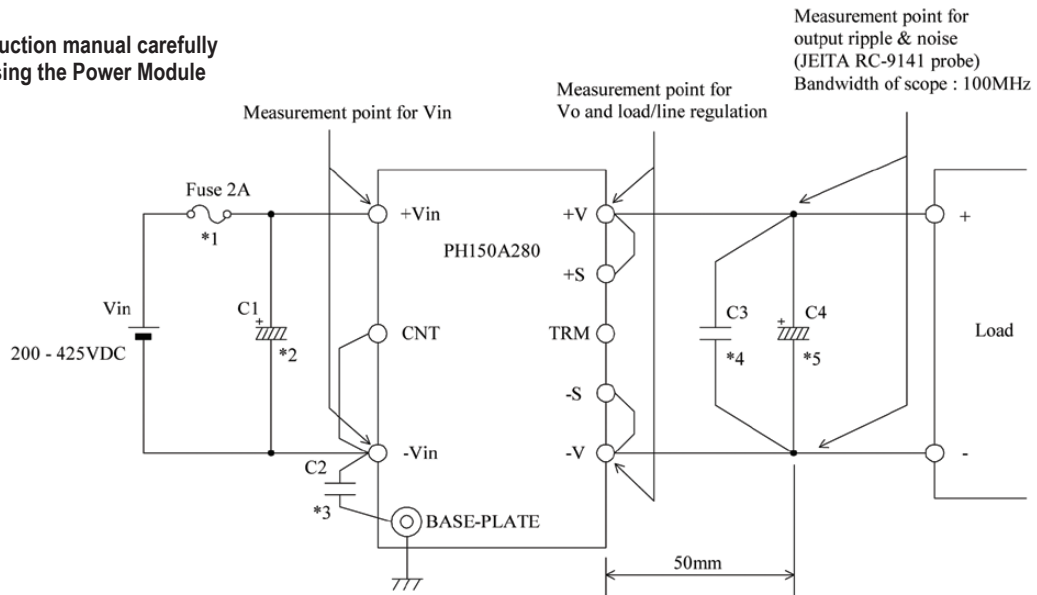 uction manual carefully
sing the Power Module
Measurement point for
output ripple & noise
(JEITA RC-9141 probe)
Bandwidth of scope : 100MHz
Measurement point for
Vo and load/line regulation
Measurement point for Vin
Fuse 2A
*1
+Vin
+V
+
PH150A280
+S
Vin
C1
+
*2
CNT
TRM
C3
*4
+
C4
*5
Load
200 - 425VDC
-S
-Vin
-V
-
C2
*3
BASE-PLATE
50mm